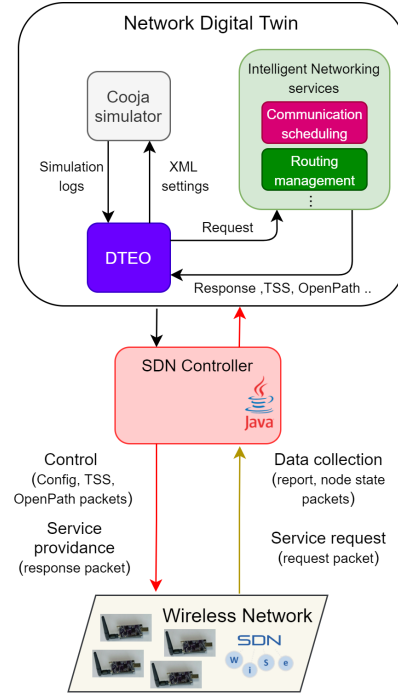 Network Digital Twin
Cooja
simulator
Intelligent Networking
services
Communication
scheduling
Routing
management
⋮
Simulation
logs
XML
settings
Request
DTEO
Response ,TSS, OpenPath ..
SDN Controller
Java
Control
(Config, TSS,
OpenPath packets)
Service
providance
(response packet)
Data collection
(report, node state
packets)
Service request
(request packet)
Wireless Network
SDN
W i S e